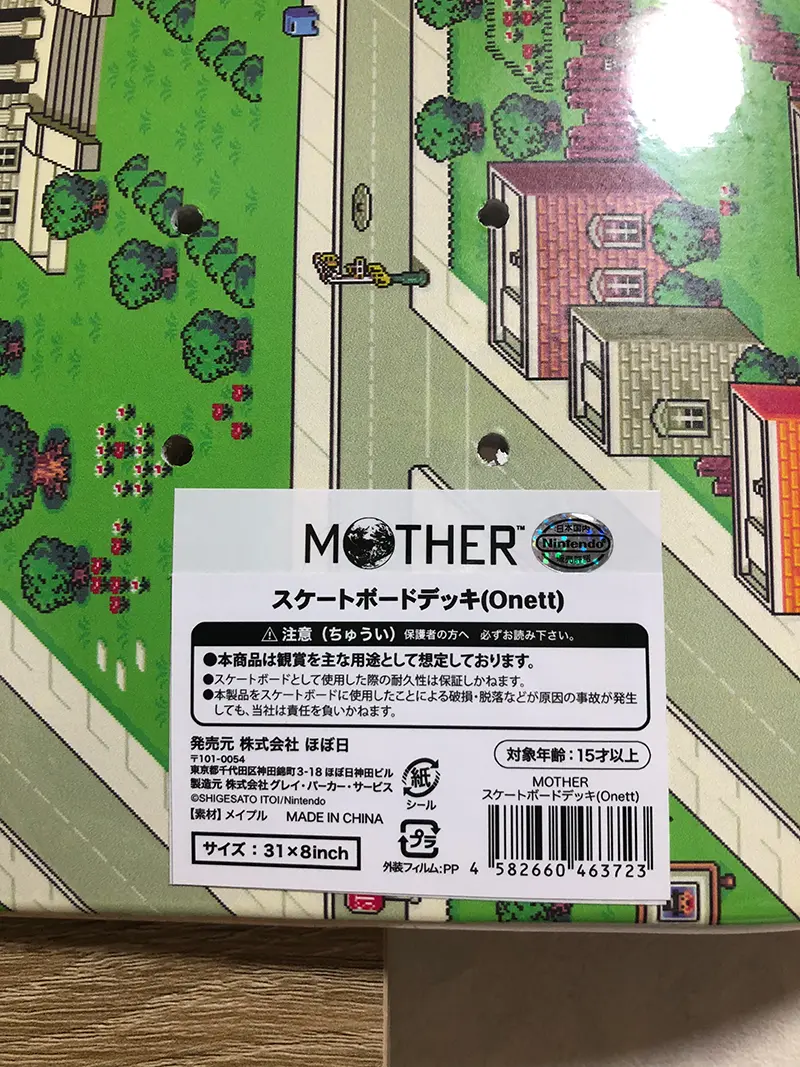 MOTHER™
日本国内
Nintendo
スケートボードデッキ(Onett)
⚠注意（ちゅうい）保護者の方へ 必ずお読み下さい。
●本商品は観賞を主な用途として想定しております。
●スケートボードとして使用した際の耐久性は保証しかねます。
●本製品をスケートボードに使用したことによる破損・脱落などが原因の事故が発生
しても、当社は責任を負いかねます。
発売元 株式会社 ほぼ日
〒101-0054
東京都千代田区神田錦町3-18 ほぼ日神田ビル
製造元 株式会社グレイ・パーカー・サービス
©SHIGESATO ITOI/Nintendo
【素材】メイプル MADE IN CHINA
サイズ：31×8inch
紙
シール
プラ
外装フィルム:PP
対象年齢：15才以上
MOTHER
スケートボードデッキ(Onett)
4 582660 463723